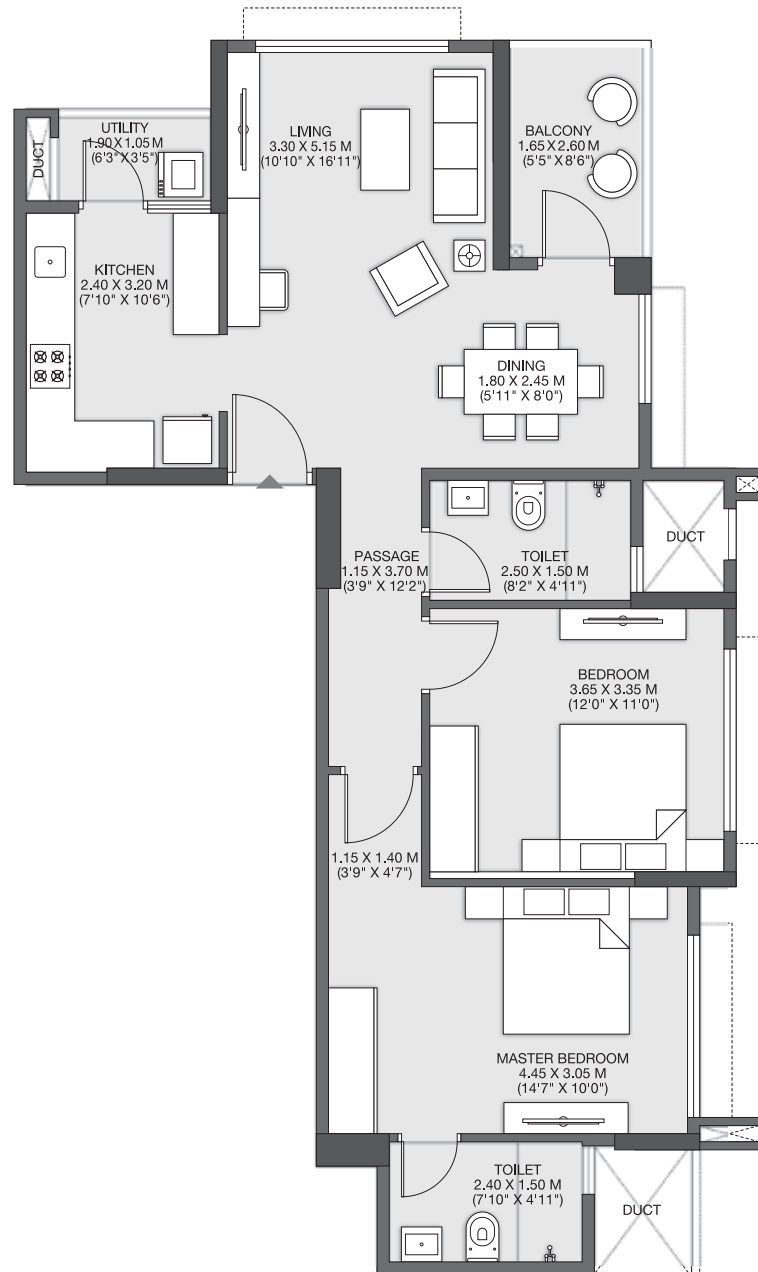 UTILITY
1.90 X 1.05 M
(6'3" X 3'5")
DUCT
LIVING
3.30 X 5.15 M
(10'10" X 16'11")
BALCONY
1.65 X 2.60 M
(5'5" X 8'6")
KITCHEN
2.40 X 3.20 M
(7'10" X 10'6")
DINING
1.80 X 2.45 M
(5'11" X 8'0")
PASSAGE
1.15 X 3.70 M
(3'9" X 12'2")
TOILET
2.50 X 1.50 M
(8'2" X 4'11")
DUCT
BEDROOM
3.65 X 3.35 M
(12'0" X 11'0")
1.15 X 1.40 M
(3'9" X 4'7")
MASTER BEDROOM
4.45 X 3.05 M
(14'7" X 10'0")
TOILET
2.40 X 1.50 M
(7'10" X 4'11")
DUCT